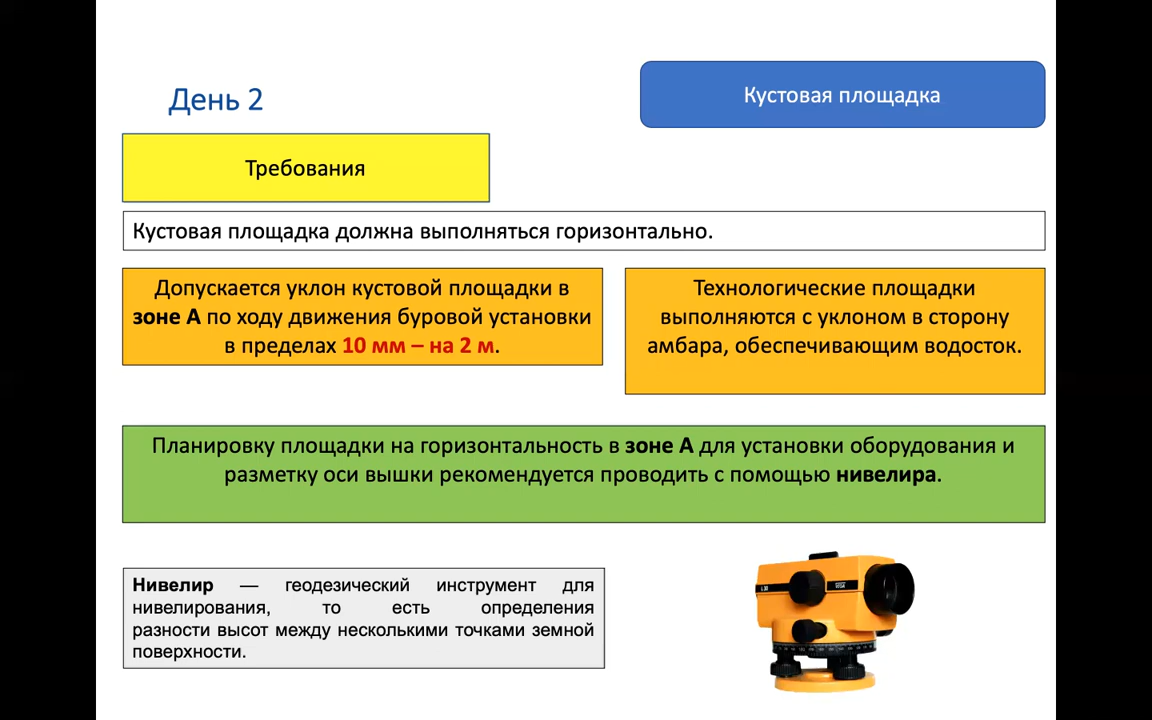 День 2
Кустовая площадка
Требования
Кустовая площадка должна выполняться горизонтально.
Допускается уклон кустовой площадки в
зоне А по ходу движения буровой установки
в пределах 10 мм – на 2 м.
Технологические площадки
выполняются с уклоном в сторону
амбара, обеспечивающим водосток.
Планировку площадки на горизонтальность в зоне А для установки оборудования и
разметку оси вышки рекомендуется проводить с помощью нивелира.
Нивелир — геодезический инструмент для
нивелирования, то есть определения
разности высот между несколькими точками земной
поверхности.